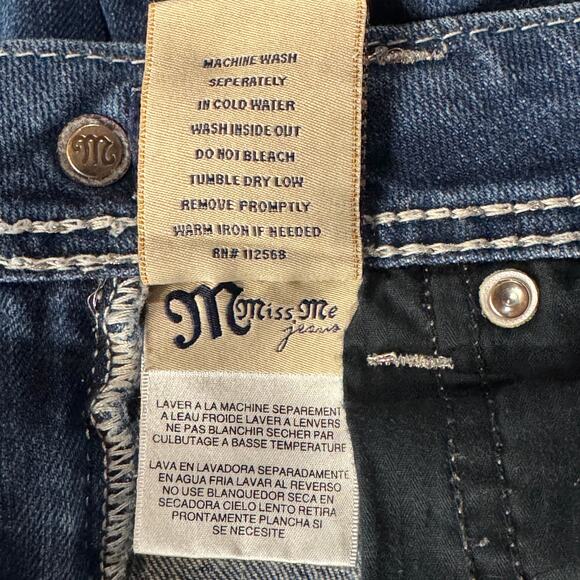 MACHINE WASH
SEPERATELY
IN COLD WATER
WASH INSIDE OUT
DO NOT BLEACH
TUMBLE DRY LOW
REMOVE PROMPTLY
WARM IRON IF NEEDED
RN# 112568
M
M Miss Me
jeans
LAVER A LA MACHINE SEPAREMENT
A LEAU FROIDE LAVER A LENVERS
NE PAS BLANCHIR SECHER PAR
CULBUTAGE A BASSE TEMPERATURE
LAVA EN LAVADORA SEPARADAMENTE
EN AGUA FRIA LAVAR AL REVERSO
NO USE BLANQUEDOR SECA EN
SECADORA CIELO LENTO RETIRA
PRONTAMENTO PLANCHA SI
SE NECESITE